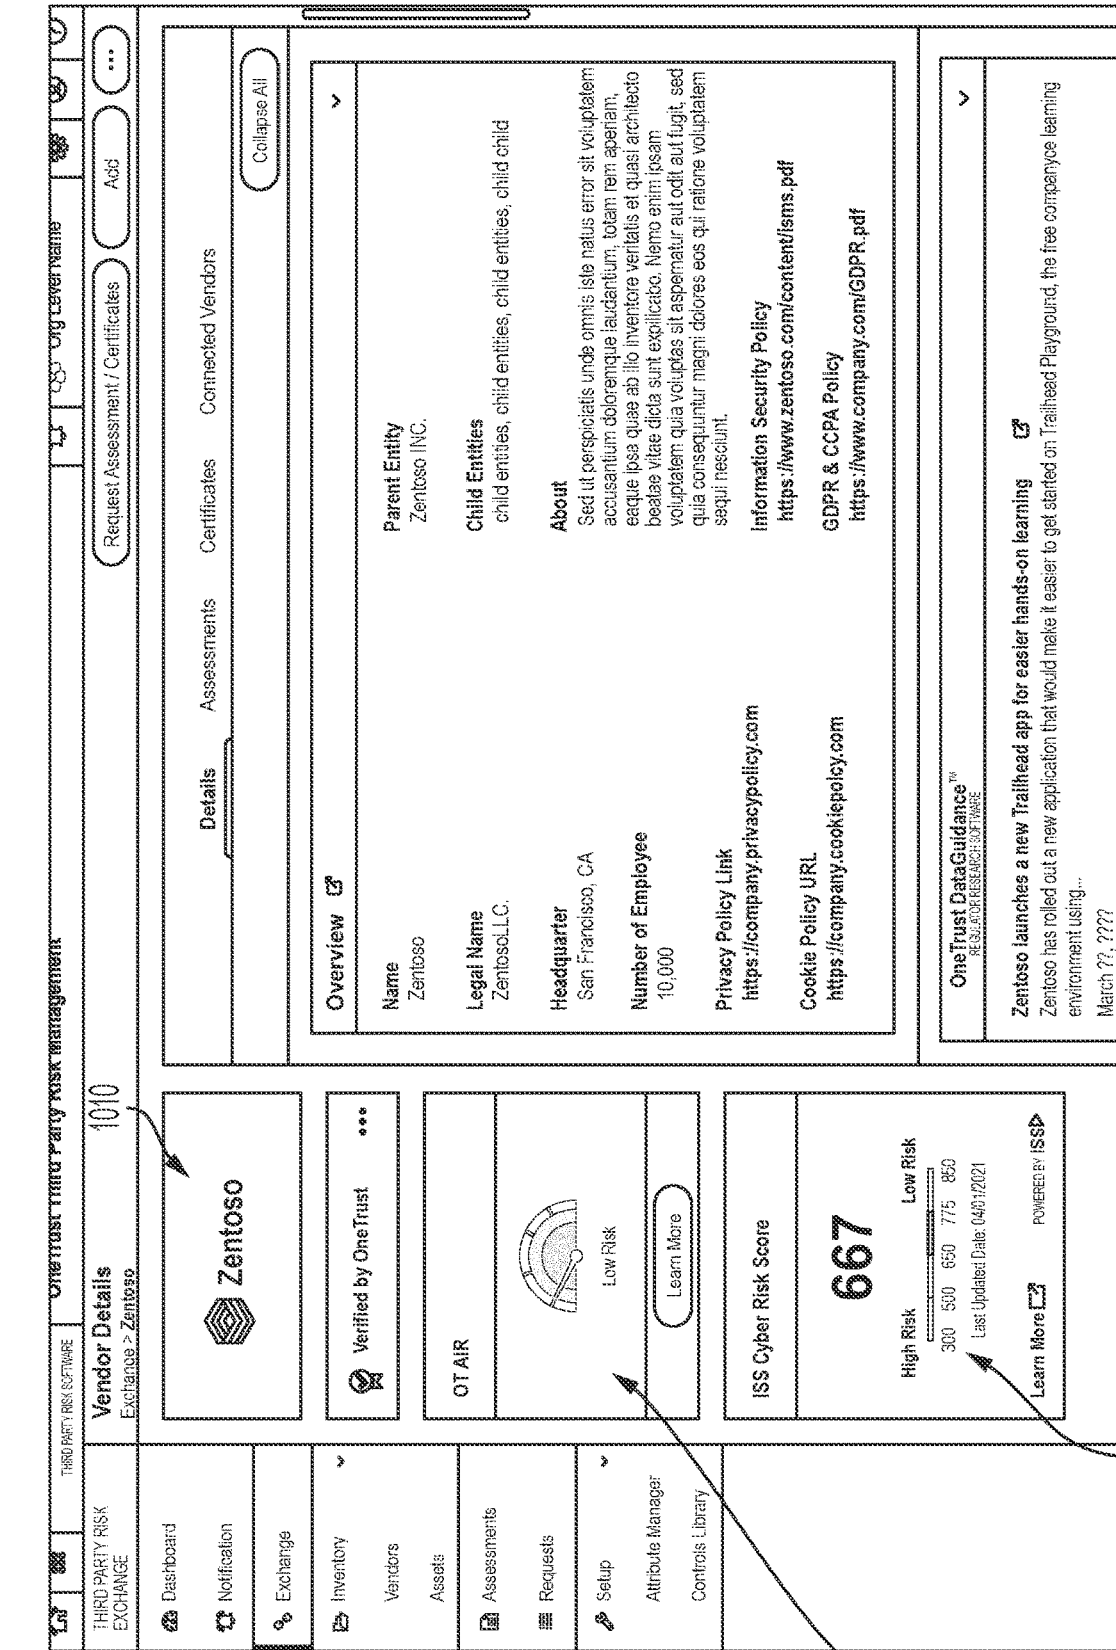 THIRD PARTY RISK SOFTWARE
OneTrust Third Party Risk Management
Org Level Name
THIRD PARTY RISK
EXCHANGE
Dashboard
Notification
Exchange
Inventory
Vendors
Assets
Assessments
Requests
Setup
Attribute Manager
Controls Library
Vendor Details
Exchange > Zentoso
1010
Request Assessment / Certificates
Add
•••
Zentoso
Verified by OneTrust
•••
OT AIR
Low Risk
Learn More
ISS Cyber Risk Score
667
High Risk Low Risk
300 500 650 775 850
Last Updated Date: 04/01/2021
Learn More
POWERED BY ISS
Details Assessments Certificates Connected Vendors
Collapse All
Overview
Name
Zentoso
Legal Name
ZentosoLLC.
Headquarter
San Francisco, CA
Number of Employee
10,000
Privacy Policy Link
https://company.privacypolicy.com
Cookie Policy URL
https://company.cookiepolcy.com
Parent Entity
Zentoso INC.
Child Entities
child entities, child entities, child entities, child child
About
Sed ut perspiciatis unde omnis iste natus error sit voluptatem
accusantium doloremque laudantium, totam rem aperiam,
eaque ipsa quae ab illo inventore veritatis et quasi architecto
beatae vitae dicta sunt explicabo. Nemo enim ipsam
voluptatem quia voluptas sit aspernatur aut odit aut fugit, sed
quia consequuntur magni dolores eos qui ratione voluptatem
sequi nesciunt.
Information Security Policy
https://www.zentoso.com/content/isms.pdf
GDPR & CCPA Policy
https://www.company.com/GDPR.pdf
OneTrust DataGuidance™
REGULATOR RESEARCH SOFTWARE
Zentoso launches a new Trailhead app for easier hands-on learning
Zentoso has rolled out a new application that would make it easier to get started on Trailhead Playground, the free companyce learning
environment using...
March ??, ????